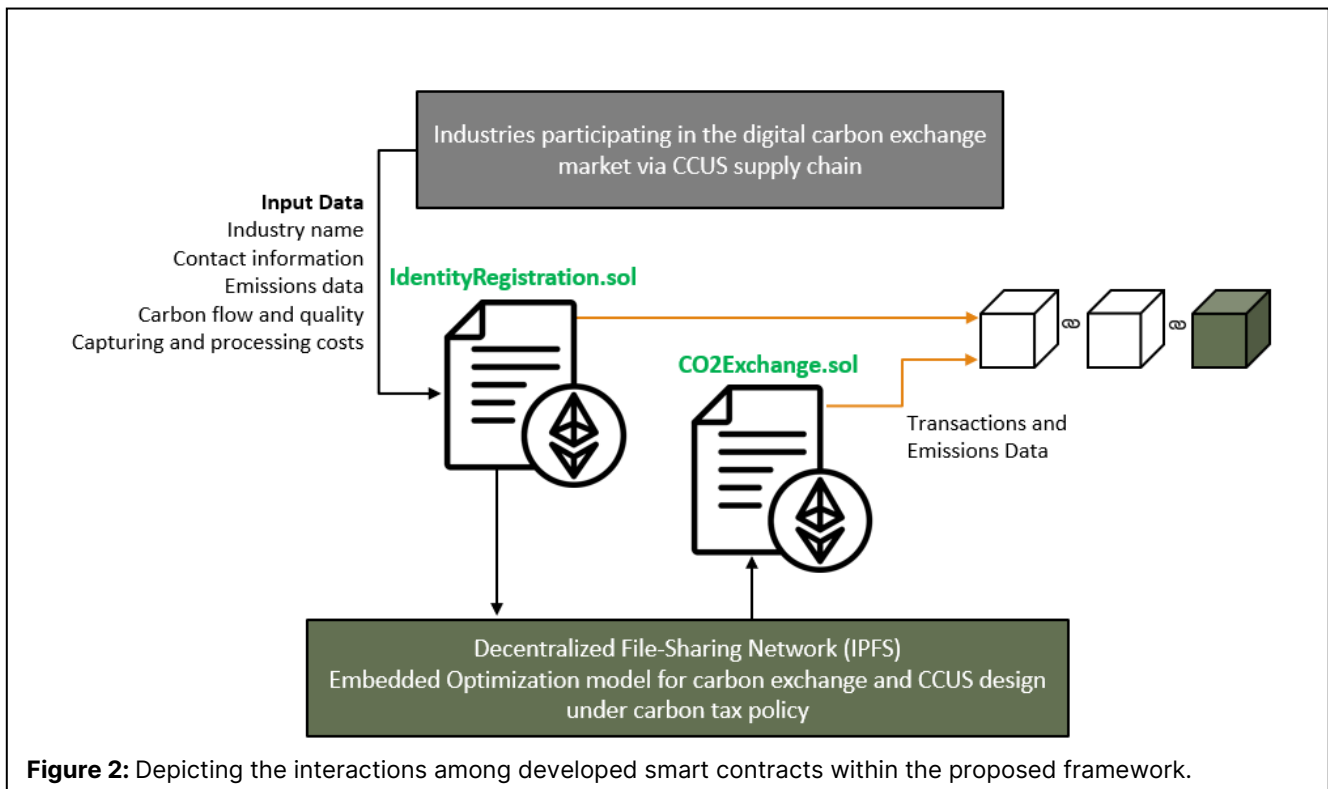 Industries participating in the digital carbon exchange
market via CCUS supply chain
Input Data
Industry name
Contact information
Emissions data
Carbon flow and quality
Capturing and processing costs
IdentityRegistration.sol
CO2Exchange.sol
Transactions and
Emissions Data
Decentralized File-Sharing Network (IPFS)
Embedded Optimization model for carbon exchange and CCUS design
under carbon tax policy
Figure 2: Depicting the interactions among developed smart contracts within the proposed framework.